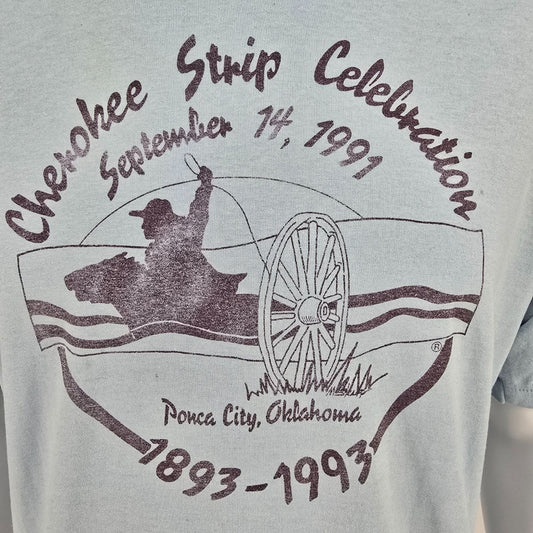 Cherokee Strip Celebration
September 14, 1991
®
Ponca City, Oklahoma
1893-1993